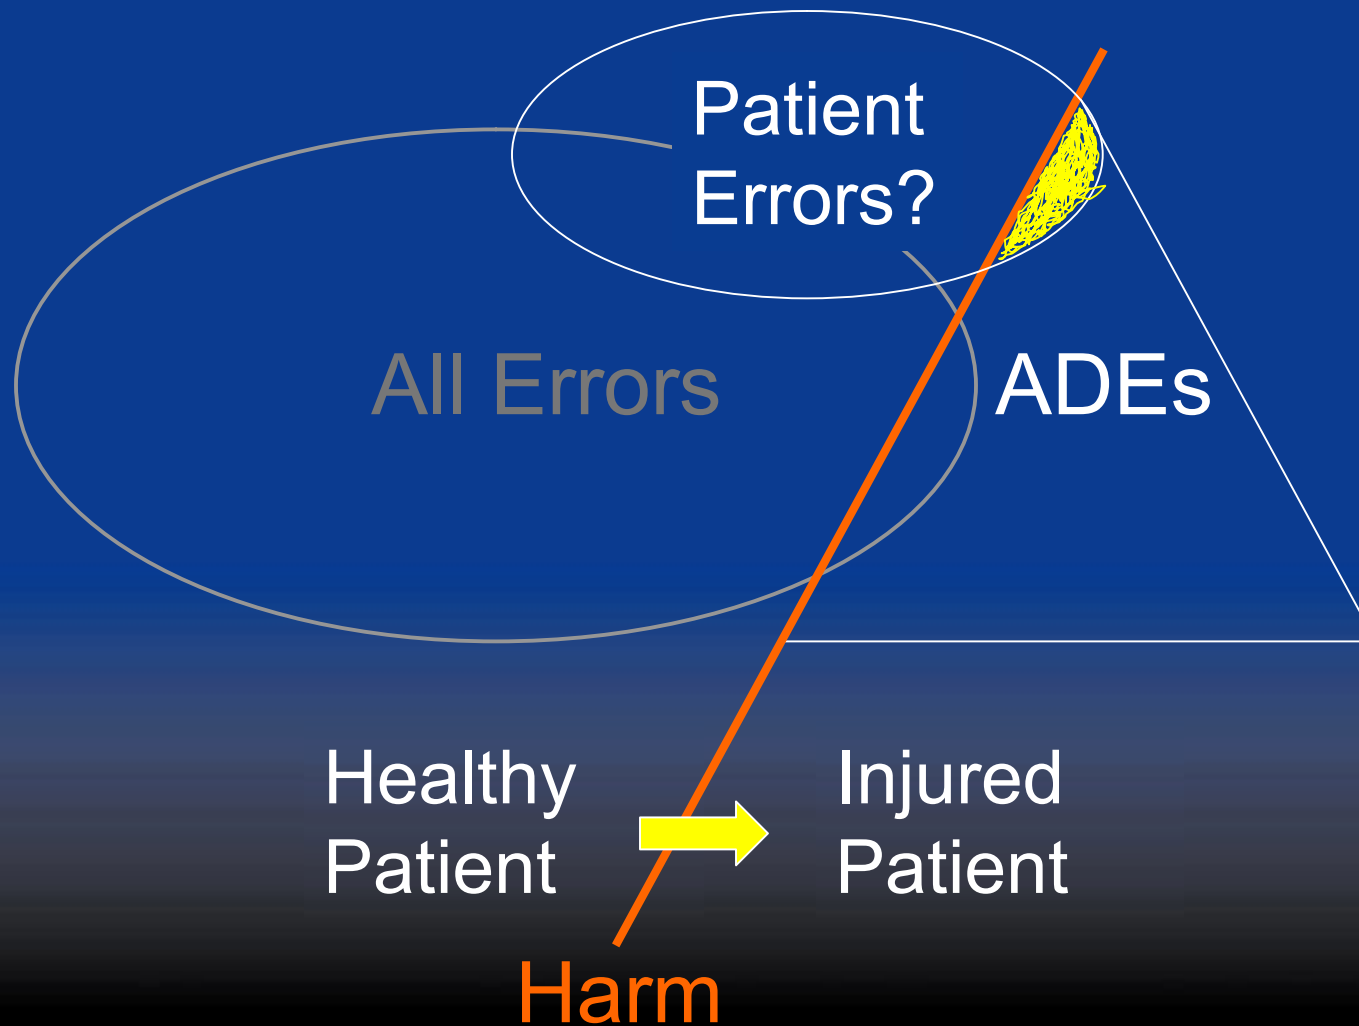 Patient
Errors?
All Errors
ADEs
Healthy
Patient
Injured
Patient
Harm